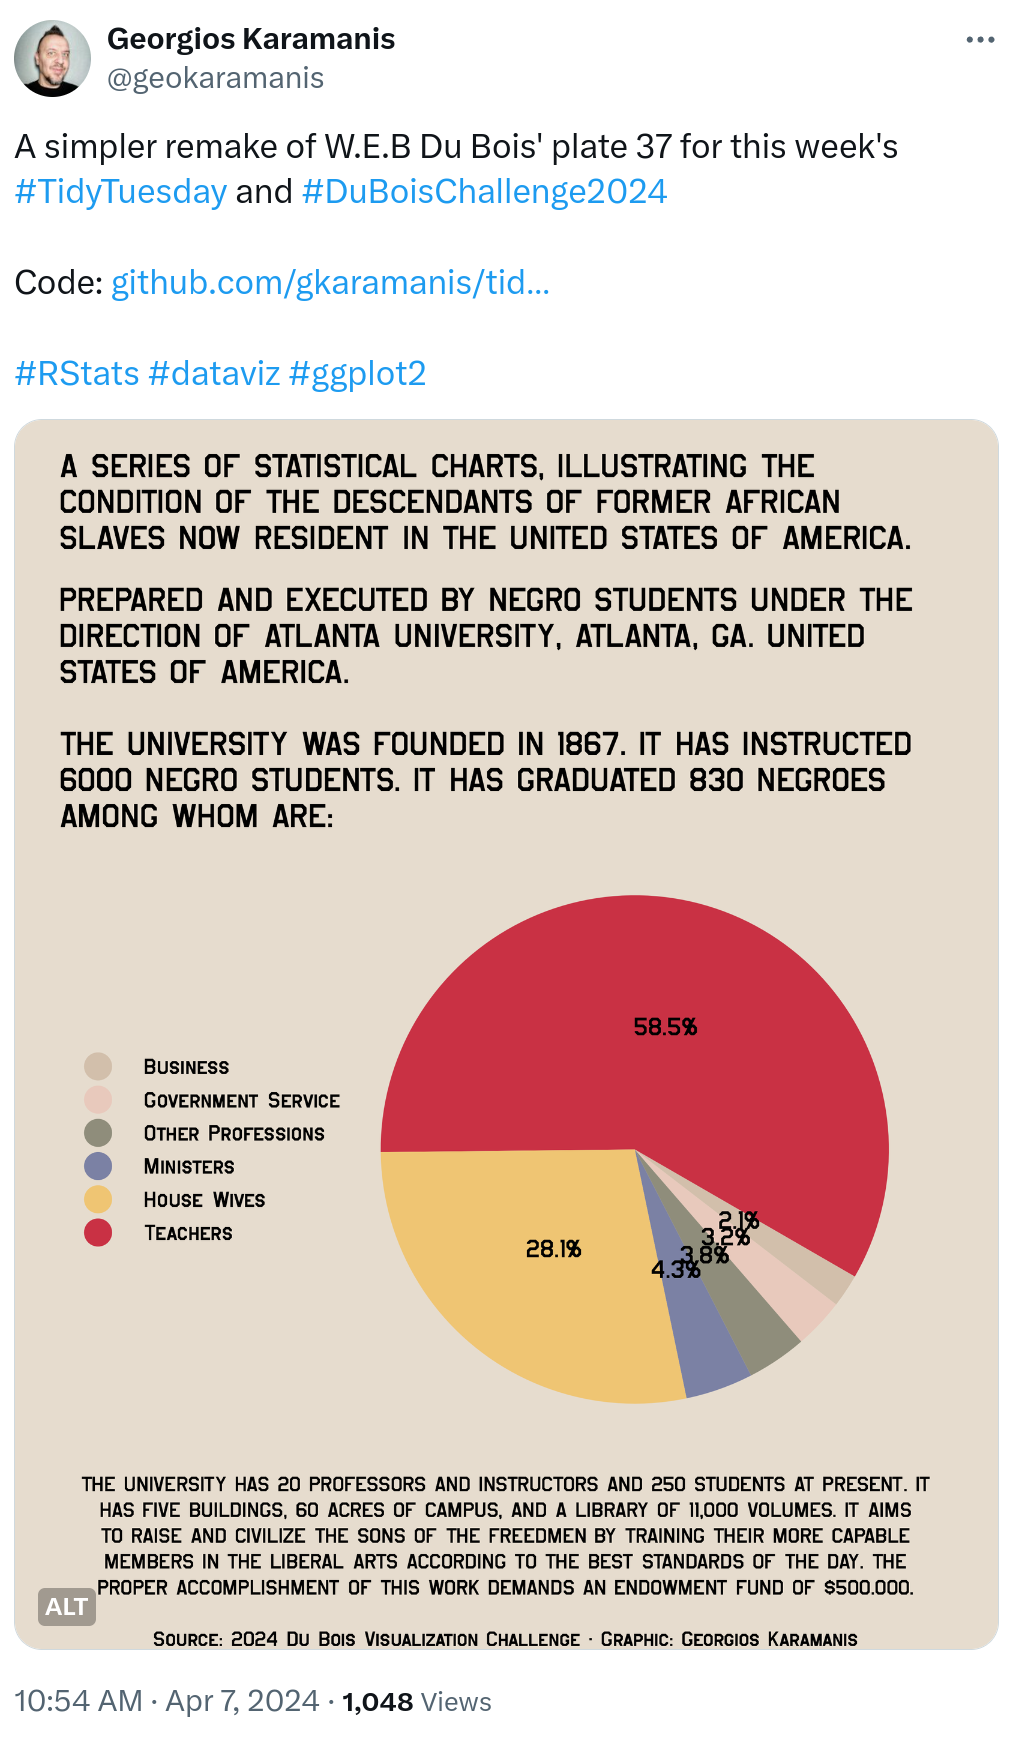 Georgios Karamanis
@geokaramanis
A simpler remake of W.E.B Du Bois' plate 37 for this week's
#TidyTuesday and #DuBoisChallenge2024
Code: github.com/gkaramanis/tid...
#RStats #dataviz #ggplot2
A SERIES OF STATISTICAL CHARTS, ILLUSTRATING THE
CONDITION OF THE DESCENDANTS OF FORMER AFRICAN
SLAVES NOW RESIDENT IN THE UNITED STATES OF AMERICA.
PREPARED AND EXECUTED BY NEGRO STUDENTS UNDER THE
DIRECTION OF ATLANTA UNIVERSITY, ATLANTA, GA. UNITED
STATES OF AMERICA.
THE UNIVERSITY WAS FOUNDED IN 1867. IT HAS INSTRUCTED
6000 NEGRO STUDENTS. IT HAS GRADUATED 830 NEGROES
AMONG WHOM ARE:
BUSINESS
GOVERNMENT SERVICE
OTHER PROFESSIONS
MINISTERS
HOUSE WIVES
TEACHERS
58.5%
2.1%
3.2%
3.8%
4.3%
28.1%
THE UNIVERSITY HAS 20 PROFESSORS AND INSTRUCTORS AND 250 STUDENTS AT PRESENT. IT
HAS FIVE BUILDINGS, 60 ACRES OF CAMPUS, AND A LIBRARY OF 11,000 VOLUMES. IT AIMS
TO RAISE AND CIVILIZE THE SONS OF THE FREEDMEN BY TRAINING THEIR MORE CAPABLE
MEMBERS IN THE LIBERAL ARTS ACCORDING TO THE BEST STANDARDS OF THE DAY. THE
PROPER ACCOMPLISHMENT OF THIS WORK DEMANDS AN ENDOWMENT FUND OF $500.000.
ALT
SOURCE: 2024 DU BOIS VISUALIZATION CHALLENGE · GRAPHIC: GEORGIOS KARAMANIS
10:54 AM · Apr 7, 2024 · 1,048 Views